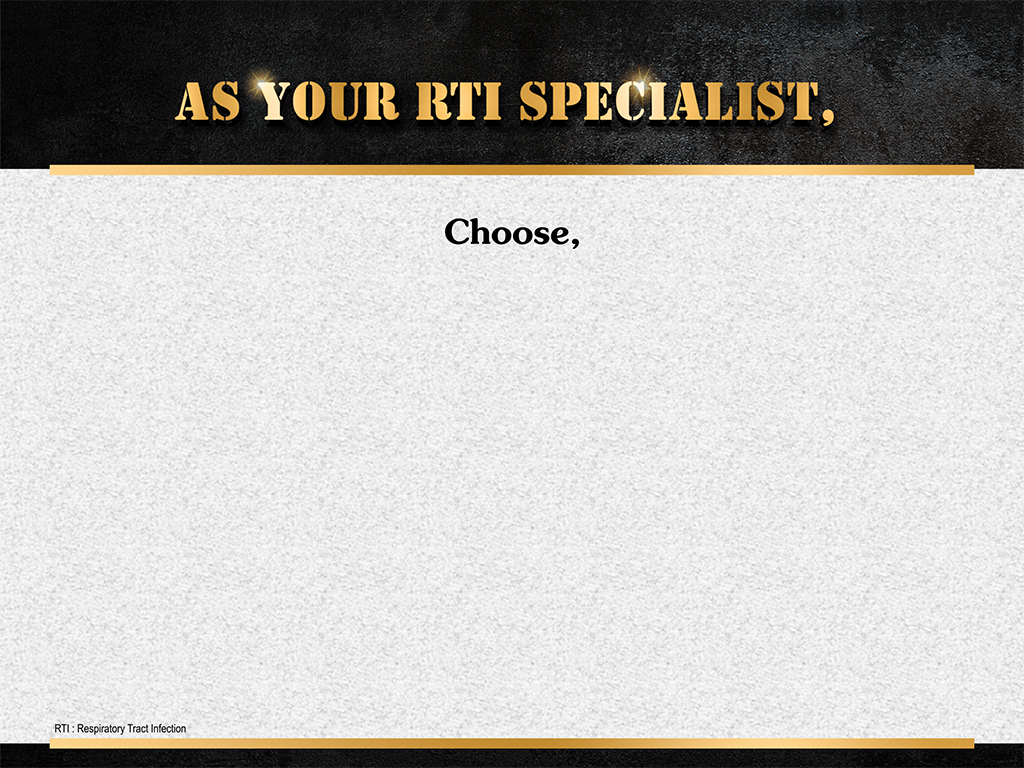 AS YOUR RTI SPECIALIST,
Choose,
RTI : Respiratory Tract Infection